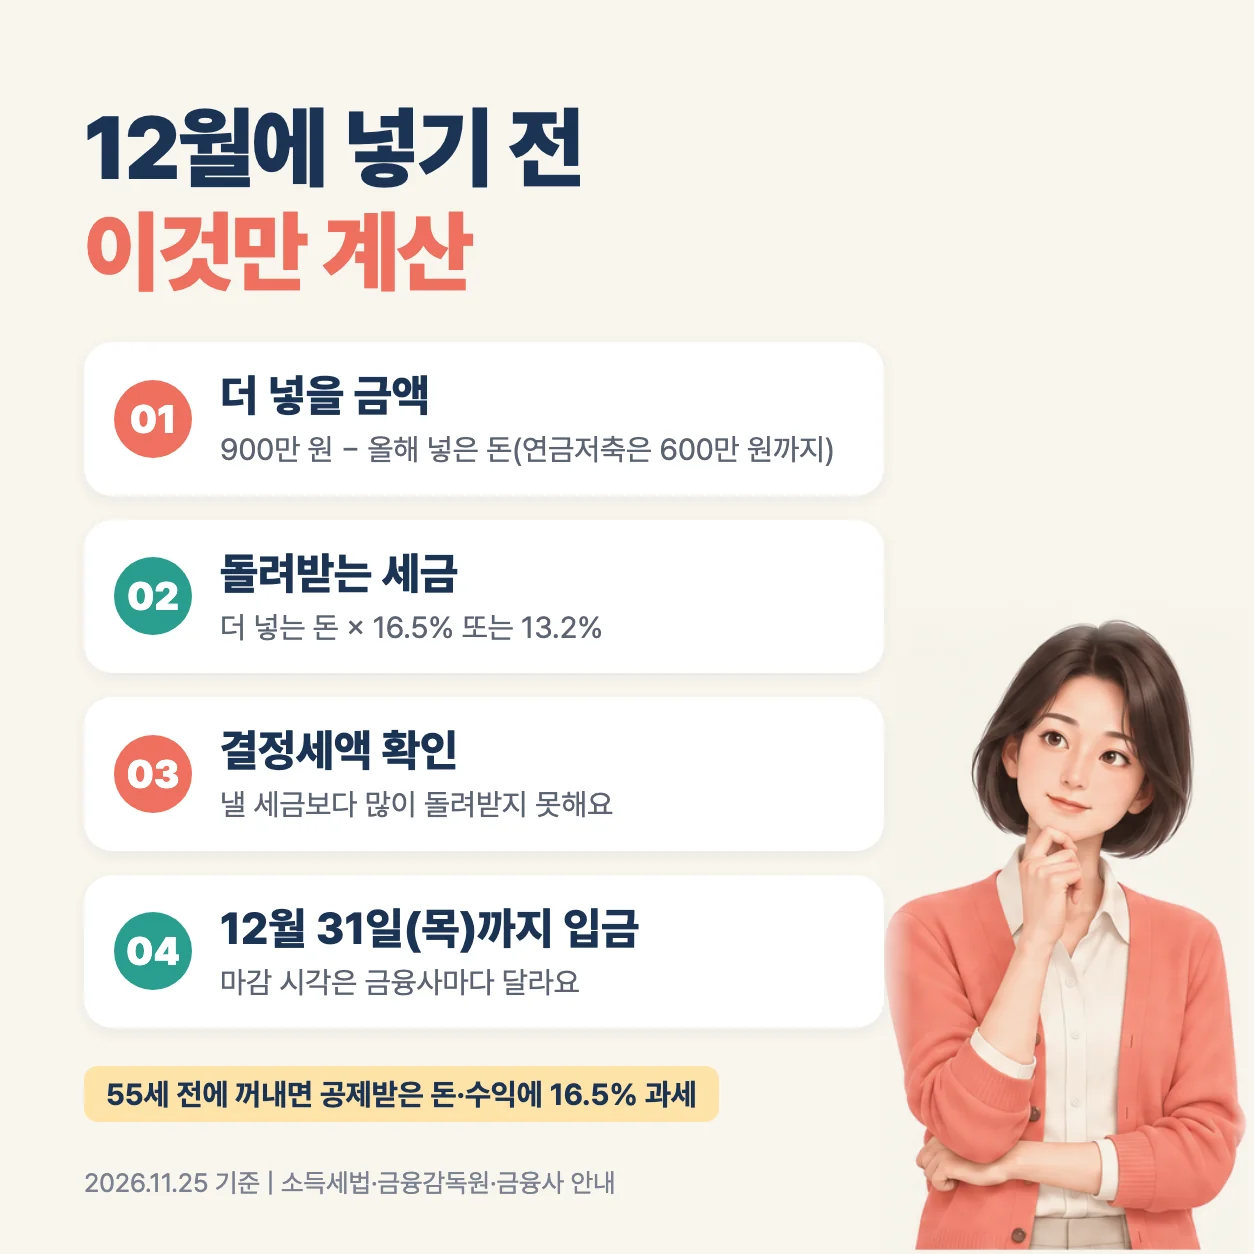 12월에 넣기 전
이것만 계산
01
더 넣을 금액
900만 원 – 올해 넣은 돈(연금저축은 600만 원까지)
02
돌려받는 세금
더 넣는 돈 × 16.5% 또는 13.2%
03
결정세액 확인
낼 세금보다 많이 돌려받지 못해요
04
12월 31일(목)까지 입금
마감 시각은 금융사마다 달라요
55세 전에 꺼내면 공제받은 돈·수익에 16.5% 과세
2026.11.25 기준 | 소득세법·금융감독원·금융사 안내